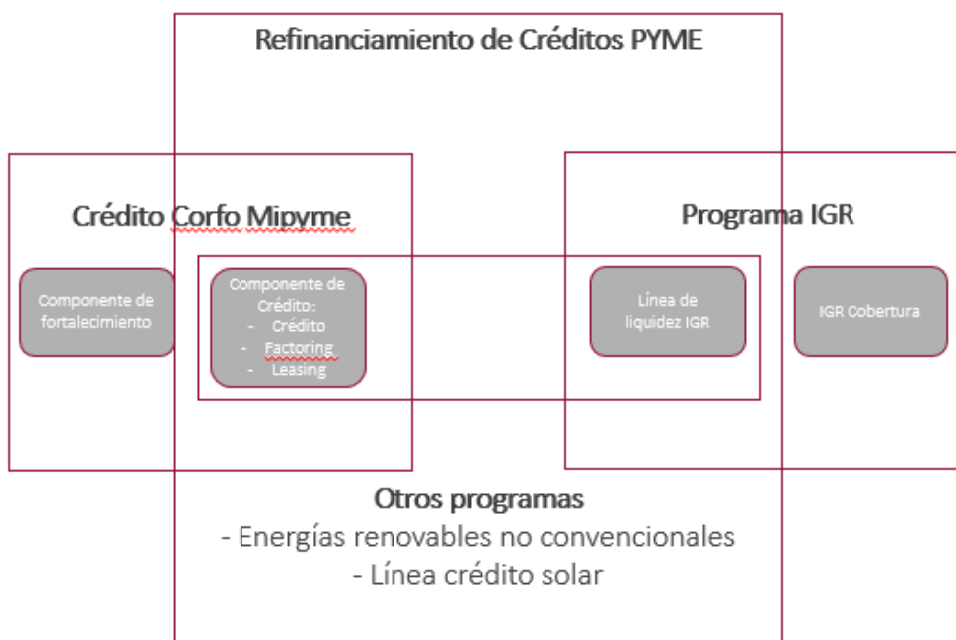 Refinanciamiento de Créditos PYME
Crédito Corfo Mipyme
Programa IGR
Componente de
fortalecimiento
Componente de
Crédito:
- Crédito
- Factoring
- Leasing
Línea de
liquidez IGR
IGR Cobertura
Otros programas
- Energías renovables no convencionales
- Línea crédito solar